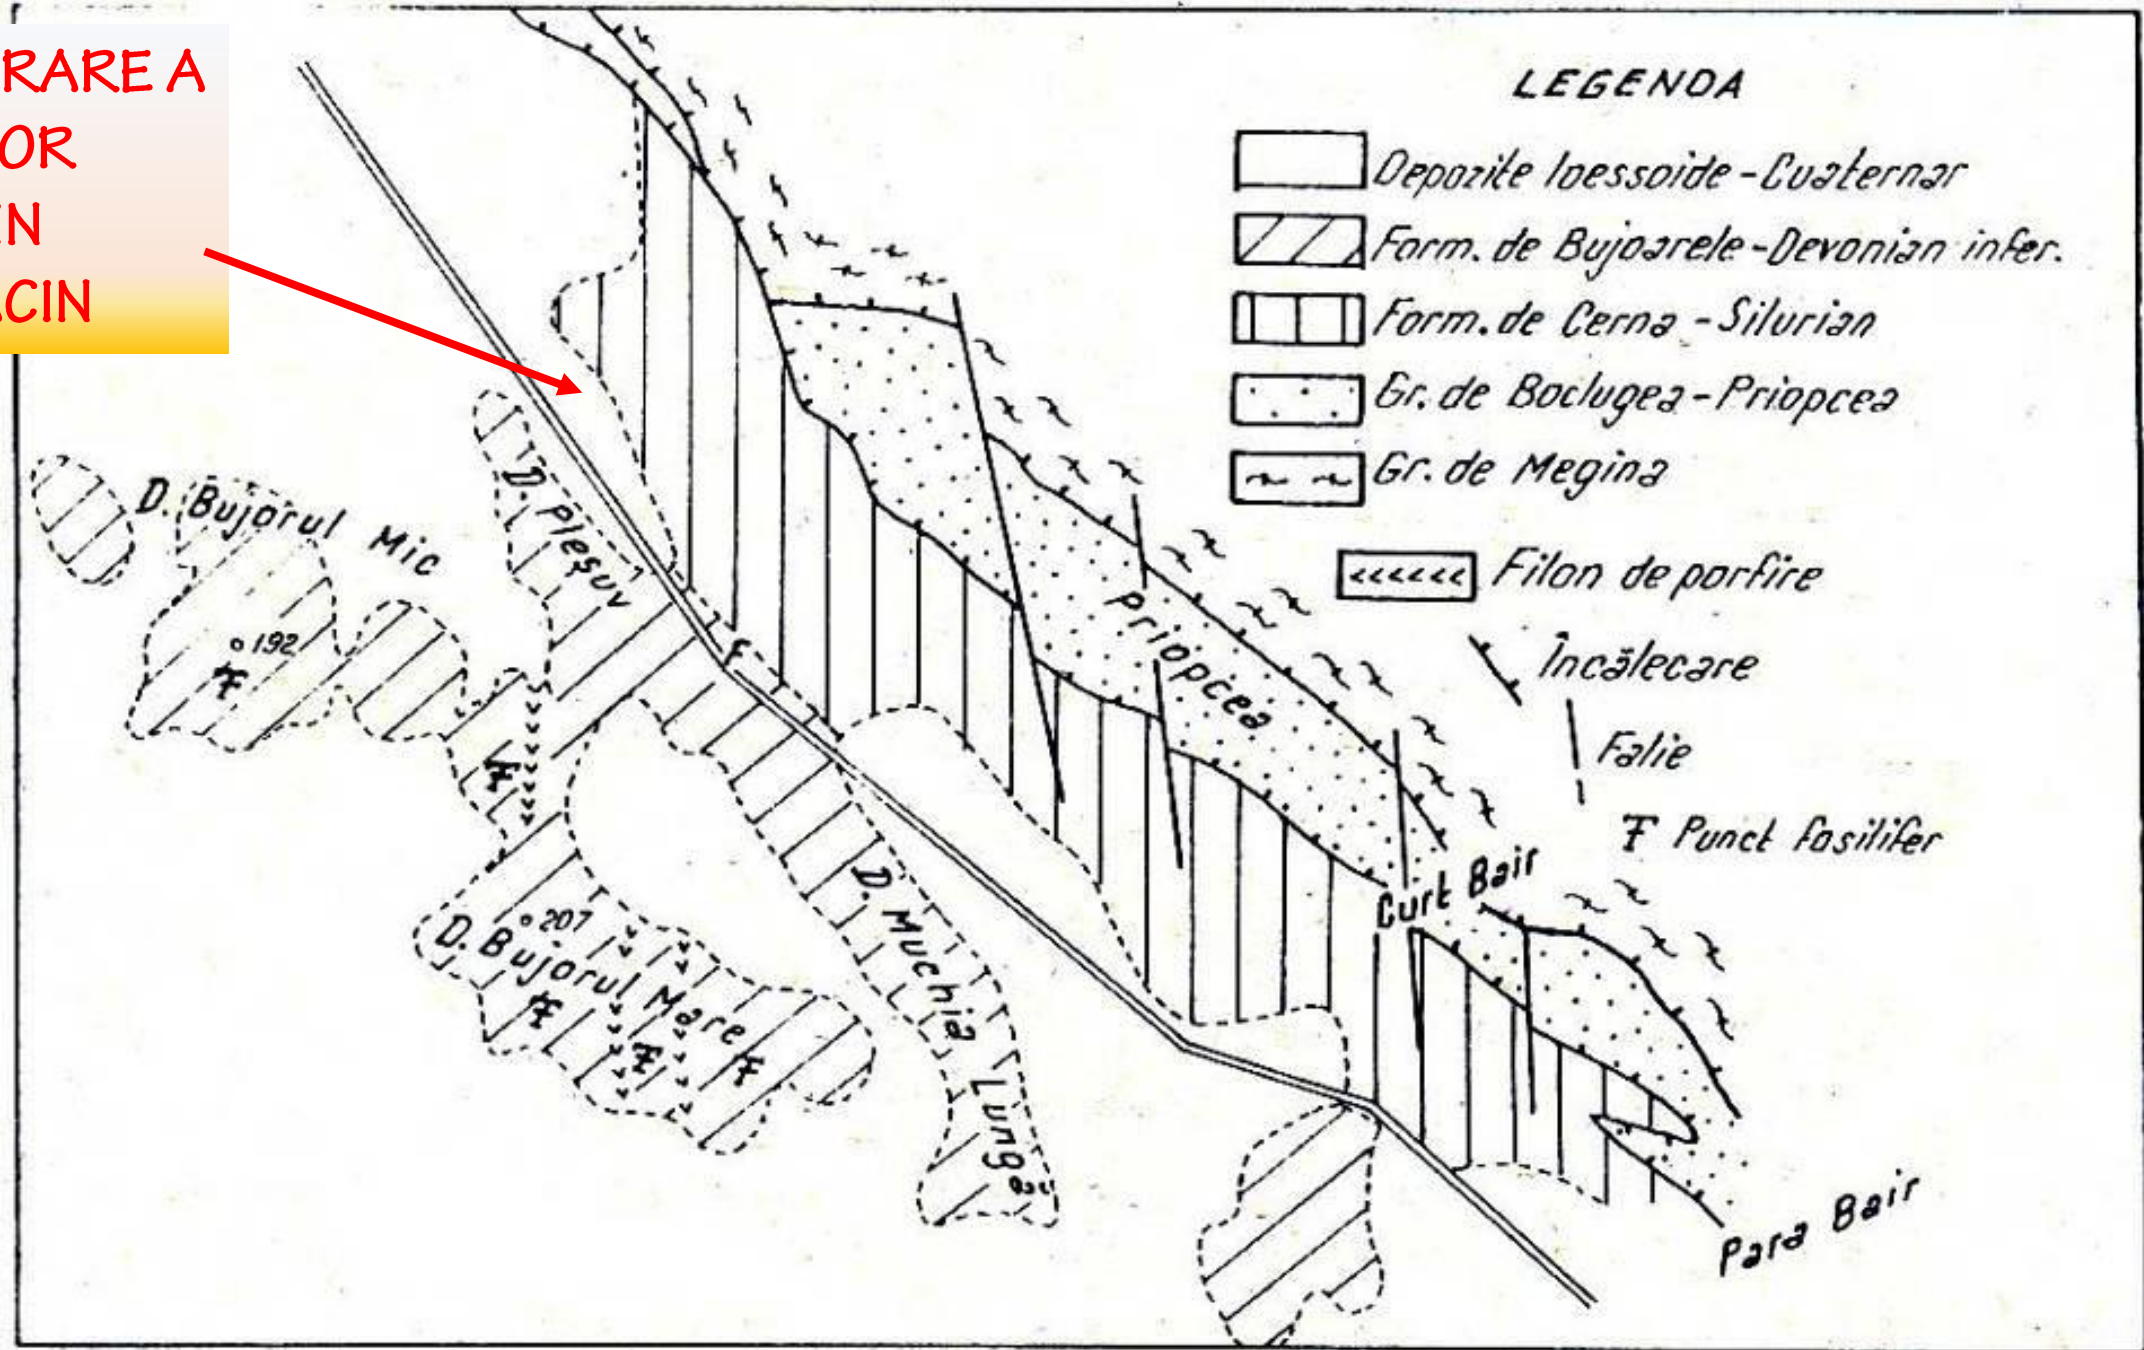 RARE A
OR
EN
ACIN
LEGENDA
Depozite loessoide - Cuaternar
Form. de Bujoarele - Devonian infer.
Form. de Cerna - Silurian
Gr. de Boclugea - Priopcea
Gr. de Megina
Filon de porfire
Încălecare
Falie
F Punct fosilifer
D. Bujorul Mic
192
F
D. Pleşuv
F
Priopcea
207
D. Bujorul Mare
F
F
F
D. Muchia Lungă
Curt Bair
Para Bair